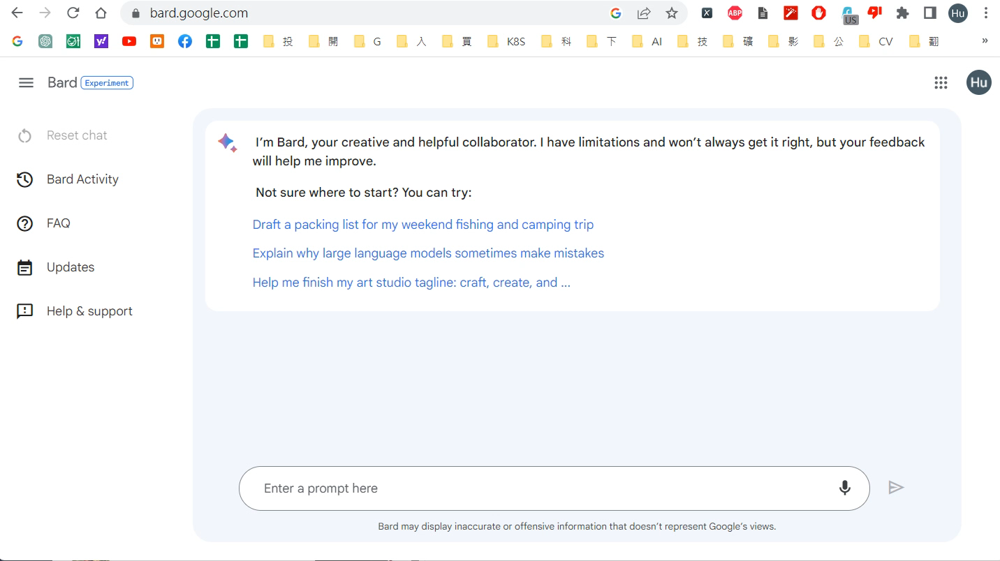 bard.google.com
ABP
US
Hu
投 開 G 人 買 K8S 科 下 AI 技 礦 影 公 CV 翻 »
Bard Experiment
Hu
Reset chat
Bard Activity
FAQ
Updates
Help & support
I’m Bard, your creative and helpful collaborator. I have limitations and won’t always get it right, but your feedback
will help me improve.
Not sure where to start? You can try:
Draft a packing list for my weekend fishing and camping trip
Explain why large language models sometimes make mistakes
Help me finish my art studio tagline: craft, create, and ...
Enter a prompt here
Bard may display inaccurate or offensive information that doesn’t represent Google’s views.